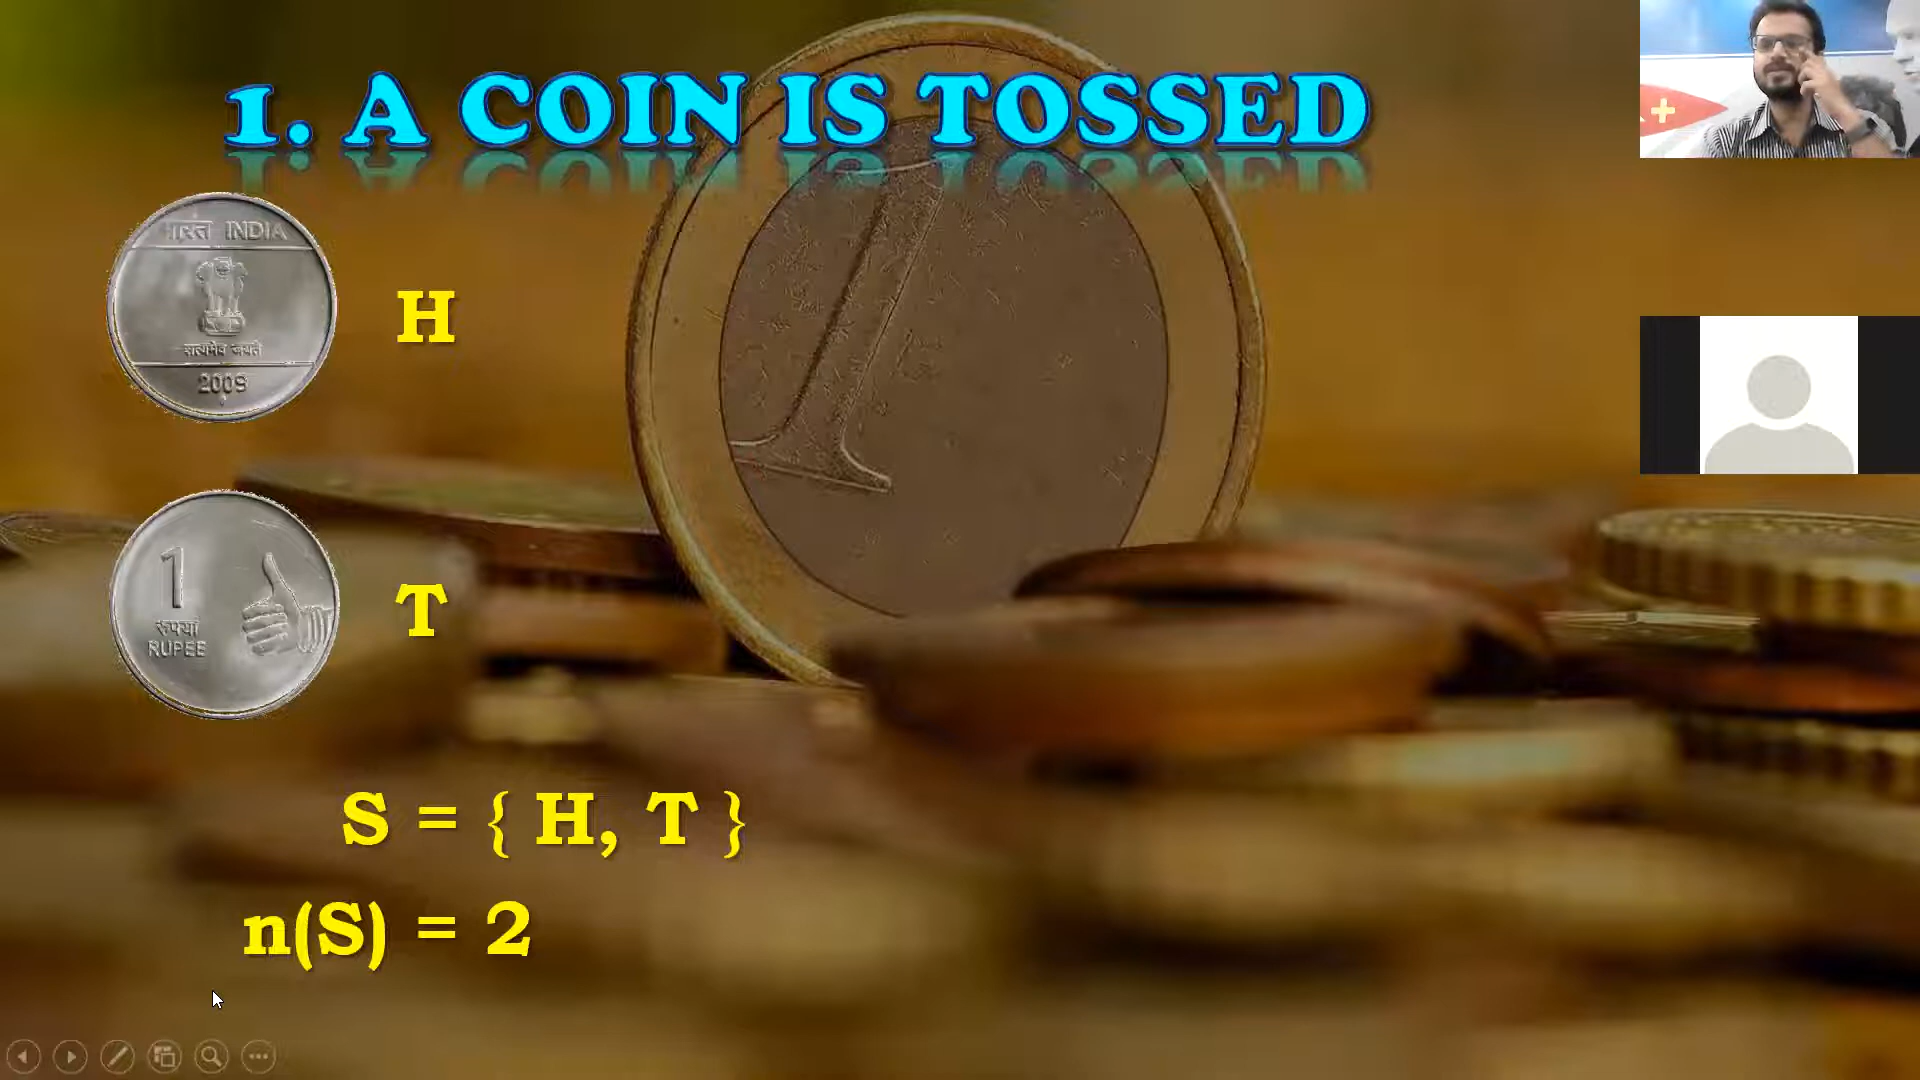 1. A COIN IS TOSSED
भारत INDIA
सत्यमेव जयते
2009
H
1
रुपया
RUPEE
T
S = { H, T }
n(S) = 2